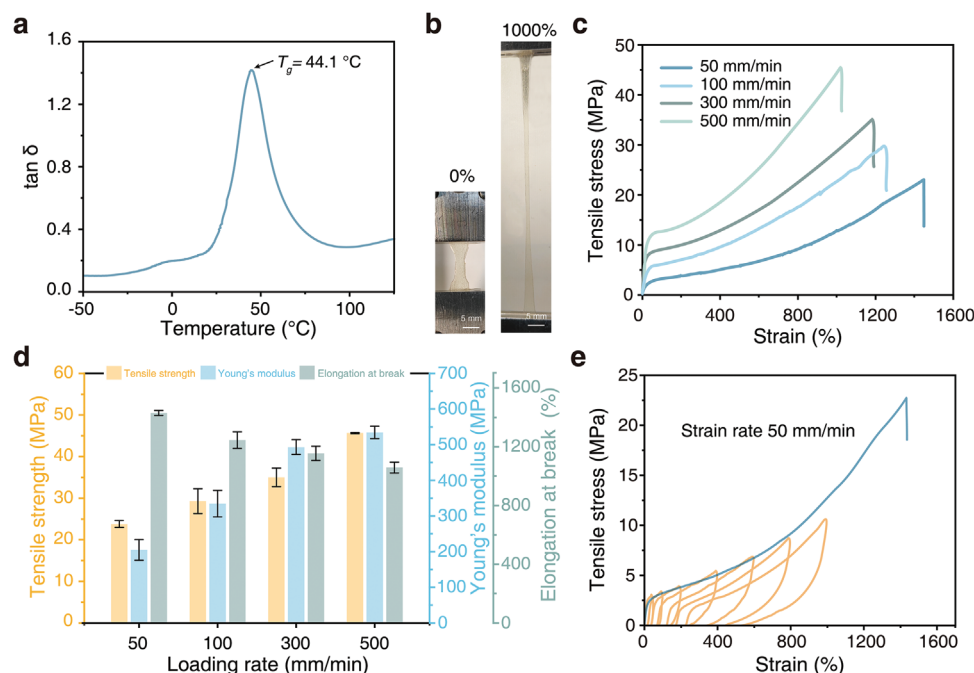 a
1.6
1.2
0.8
0.4
0.0
tan δ
Tg= 44.1 °C
-50
0
50
100
Temperature (°C)
b
1000%
0%
5 mm
5 mm
c
50
40
30
20
10
0
Tensile stress (MPa)
50 mm/min
100 mm/min
300 mm/min
500 mm/min
0
400
800
1200
1600
Strain (%)
d
Tensile strength
Young's modulus
Elongation at break
60
50
40
30
20
10
0
Tensile strength (MPa)
700
600
500
400
300
200
100
0
Young's modulus (MPa)
1600
1200
800
400
0
Elongation at break (%)
50
100
300
500
Loading rate (mm/min)
e
25
20
15
10
5
0
Tensile stress (MPa)
Strain rate 50 mm/min
0
400
800
1200
1600
Strain (%)